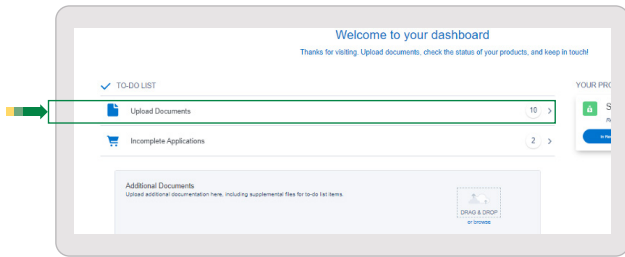 Welcome to your dashboard
Thanks for visiting. Upload documents, check the status of your products, and keep in touch!
TO-DO LIST
YOUR PRO
Upload Documents
10
S
Incomplete Applications
2
Additional Documents
Upload additional documentation here, including supplemental files for to-do list items.
DRAG & DROP
or browse